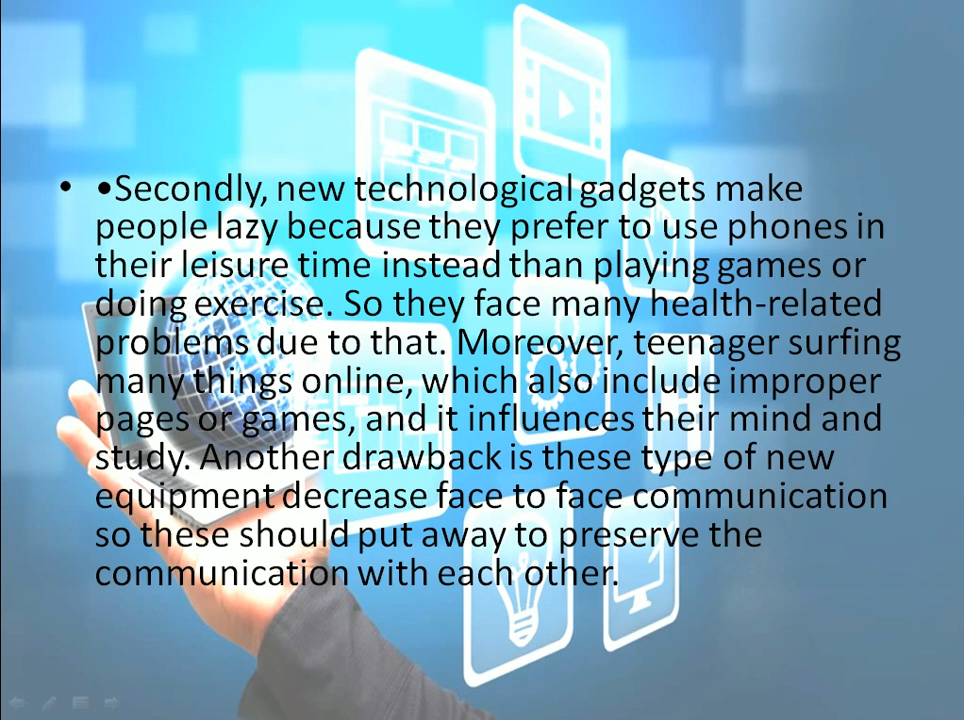 • •Secondly, new technological gadgets make
people lazy because they prefer to use phones in
their leisure time instead than playing games or
doing exercise. So they face many health-related
problems due to that. Moreover, teenager surfing
many things online, which also include improper
pages or games, and it influences their mind and
study. Another drawback is these type of new
equipment decrease face to face communication
so these should put away to preserve the
communication with each other.